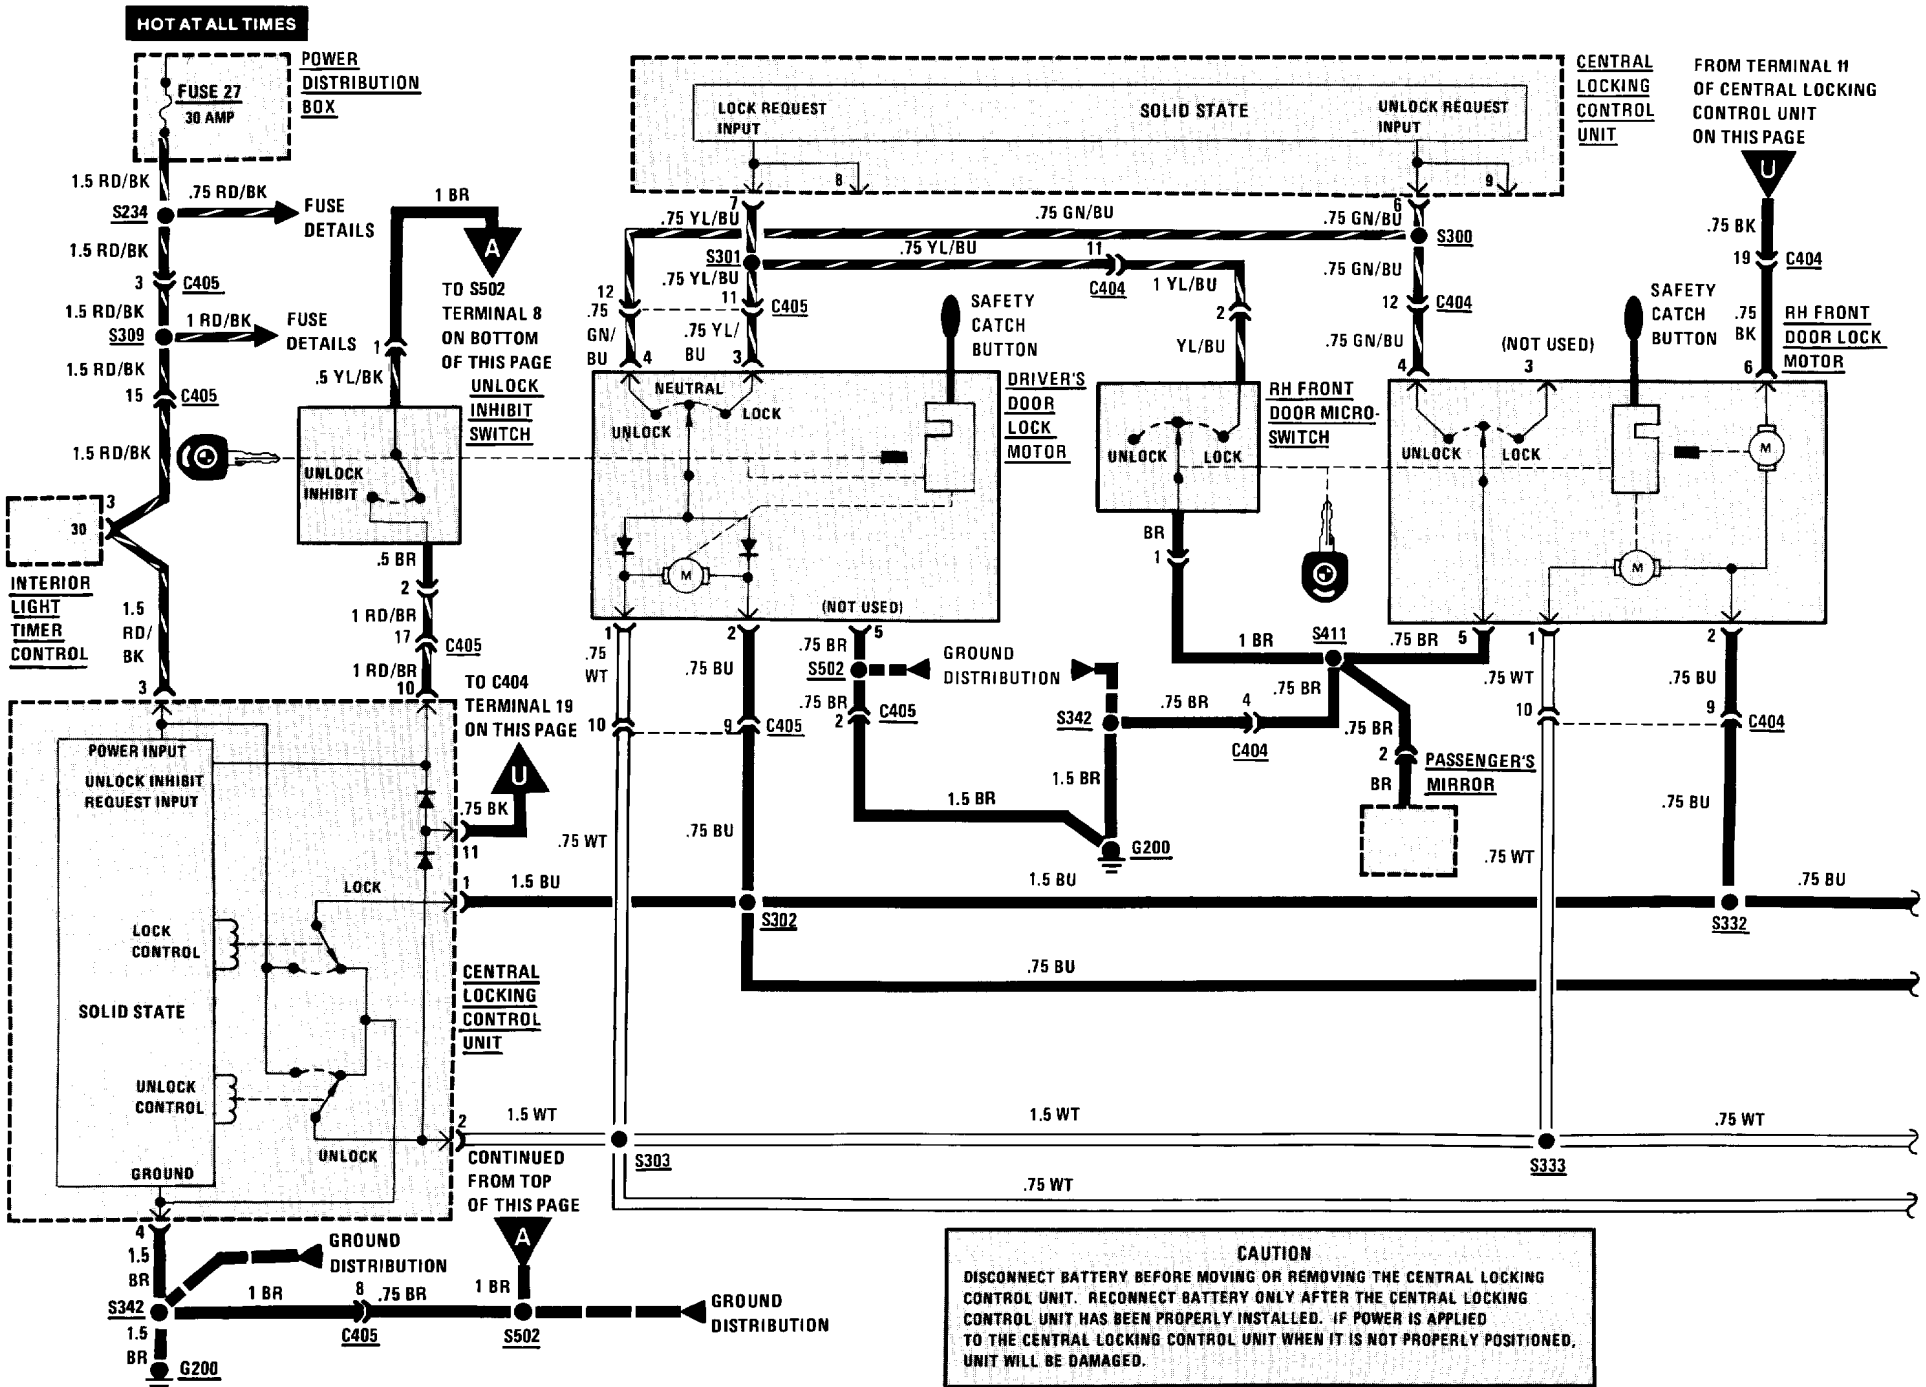 HOT AT ALL TIMES
FUSE 27
30 AMP
POWER
DISTRIBUTION
BOX
1.5 RD/BK
.75 RD/BK
S234
FUSE
DETAILS
1.5 RD/BK
3
C405
1.5 RD/BK
1 RD/BK
S309
FUSE
DETAILS
1.5 RD/BK
15
C405
1.5 RD/BK
3
30
INTERIOR
LIGHT
TIMER
CONTROL
1.5
RD/
BK
3
1 BR
A
TO S502
TERMINAL 8
ON BOTTOM
OF THIS PAGE
1
.5 YL/BK
UNLOCK
INHIBIT
SWITCH
UNLOCK
INHIBIT
.5 BR
2
1 RD/BR
17
C405
1 RD/BR
10
LOCK REQUEST
INPUT
SOLID STATE
UNLOCK REQUEST
INPUT
8
9
CENTRAL
LOCKING
CONTROL
UNIT
7
6
.75 YL/BU
.75 GN/BU
.75 GN/BU
S300
S301
.75 YL/BU
11
.75 YL/BU
C404
1 YL/BU
.75 GN/BU
12
11
C405
12
C404
.75
GN/
BU
.75 YL/
BU
2
YL/BU
.75 GN/BU
4
3
4
(NOT USED)
3
FROM TERMINAL 11
OF CENTRAL LOCKING
CONTROL UNIT
ON THIS PAGE
U
.75 BK
19
C404
.75
BK
6
RH FRONT
DOOR LOCK
MOTOR
SAFETY
CATCH
BUTTON
SAFETY
CATCH
BUTTON
NEUTRAL
LOCK
UNLOCK
M
(NOT USED)
DRIVER'S
DOOR
LOCK
MOTOR
UNLOCK
LOCK
RH FRONT
DOOR MICRO-
SWITCH
UNLOCK
LOCK
M
M
BR
1
1
2
5
.75
WT
.75 BU
.75 BR
S502
GROUND
DISTRIBUTION
.75 BR
2
C405
10
9
C405
1 BR
S411
.75 BR
5
1
2
.75 BR
S342
.75 BR
4
C404
.75 BR
2
PASSENGER'S
MIRROR
BR
.75 WT
.75 BU
10
9
C404
1.5 BR
1.5 BR
G200
.75 WT
.75 BU
.75 WT
.75 BU
POWER INPUT
UNLOCK INHIBIT
REQUEST INPUT
TO C404
TERMINAL 19
ON THIS PAGE
U
.75 BK
11
LOCK
1
1.5 BU
1.5 BU
.75 BU
S302
S332
.75 BU
LOCK
CONTROL
SOLID STATE
UNLOCK
CONTROL
CENTRAL
LOCKING
CONTROL
UNIT
UNLOCK
GROUND
2
1.5 WT
1.5 WT
.75 WT
S303
S333
.75 WT
CONTINUED
FROM TOP
OF THIS PAGE
A
4
1.5
BR
GROUND
DISTRIBUTION
S342
1 BR
8
.75 BR
C405
1 BR
S502
GROUND
DISTRIBUTION
1.5
BR
G200
CAUTION
DISCONNECT BATTERY BEFORE MOVING OR REMOVING THE CENTRAL LOCKING
CONTROL UNIT. RECONNECT BATTERY ONLY AFTER THE CENTRAL LOCKING
CONTROL UNIT HAS BEEN PROPERLY INSTALLED. IF POWER IS APPLIED
TO THE CENTRAL LOCKING CONTROL UNIT WHEN IT IS NOT PROPERLY POSITIONED,
UNIT WILL BE DAMAGED.